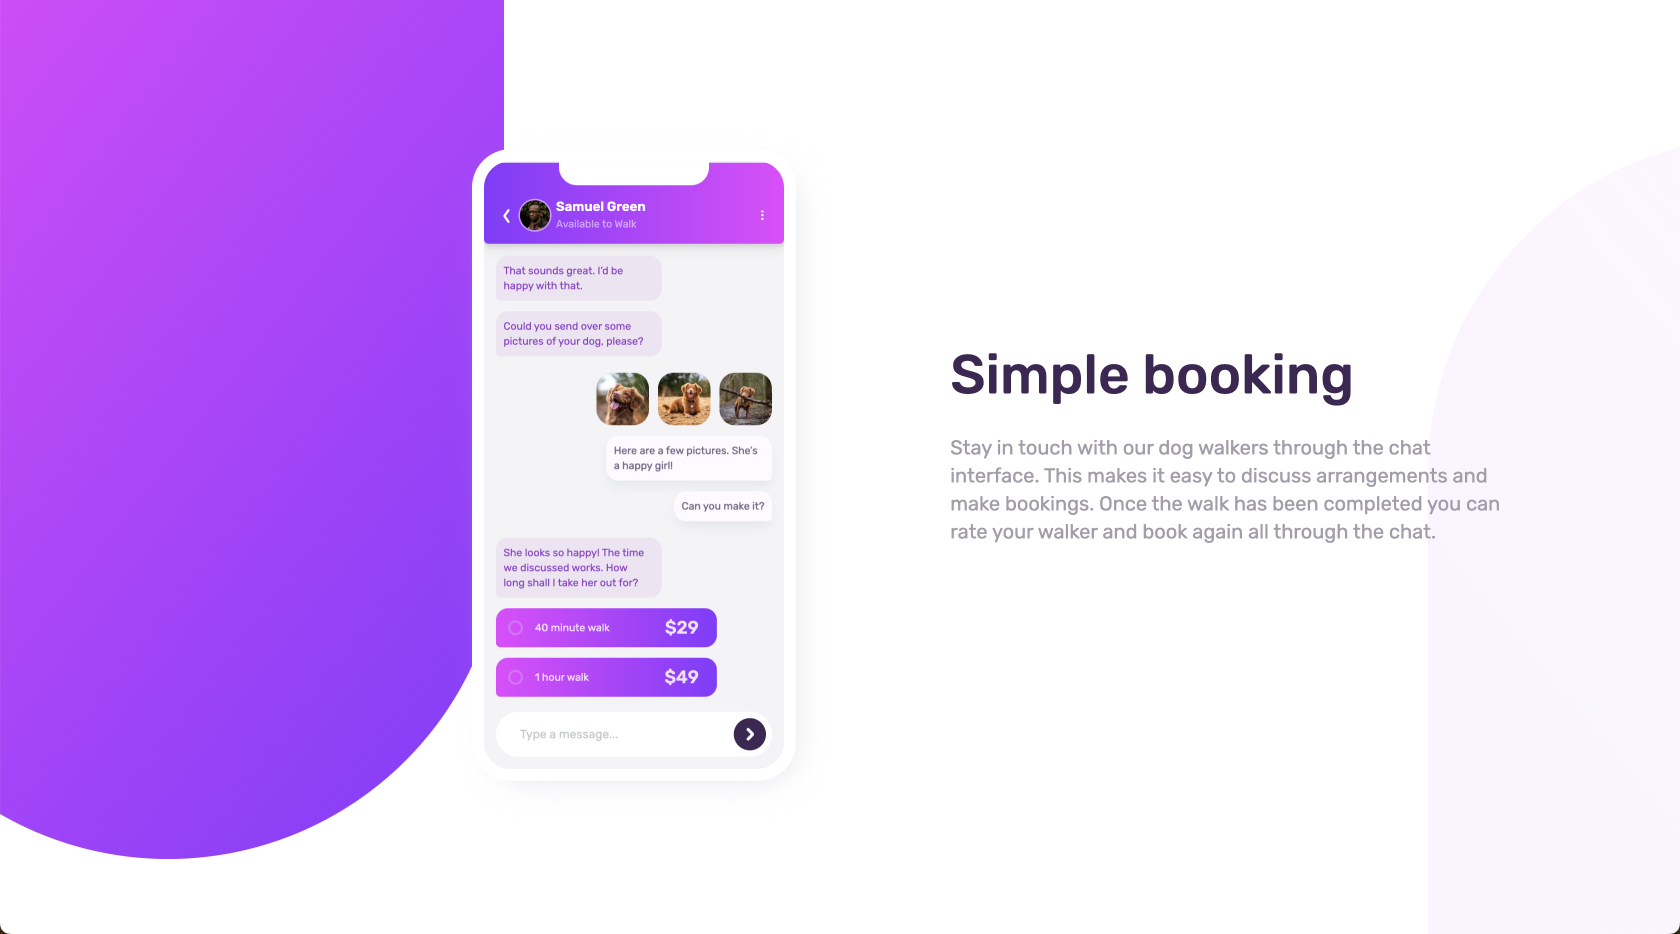 Samuel Green
Available to Walk
That sounds great. I'd be
happy with that.
Could you send over some
pictures of your dog, please?
Here are a few pictures. She's
a happy girl!
Can you make it?
She looks so happy! The time
we discussed works. How
long shall I take her out for?
40 minute walk $29
1 hour walk $49
Type a message...
Simple booking
Stay in touch with our dog walkers through the chat
interface. This makes it easy to discuss arrangements and
make bookings. Once the walk has been completed you can
rate your walker and book again all through the chat.